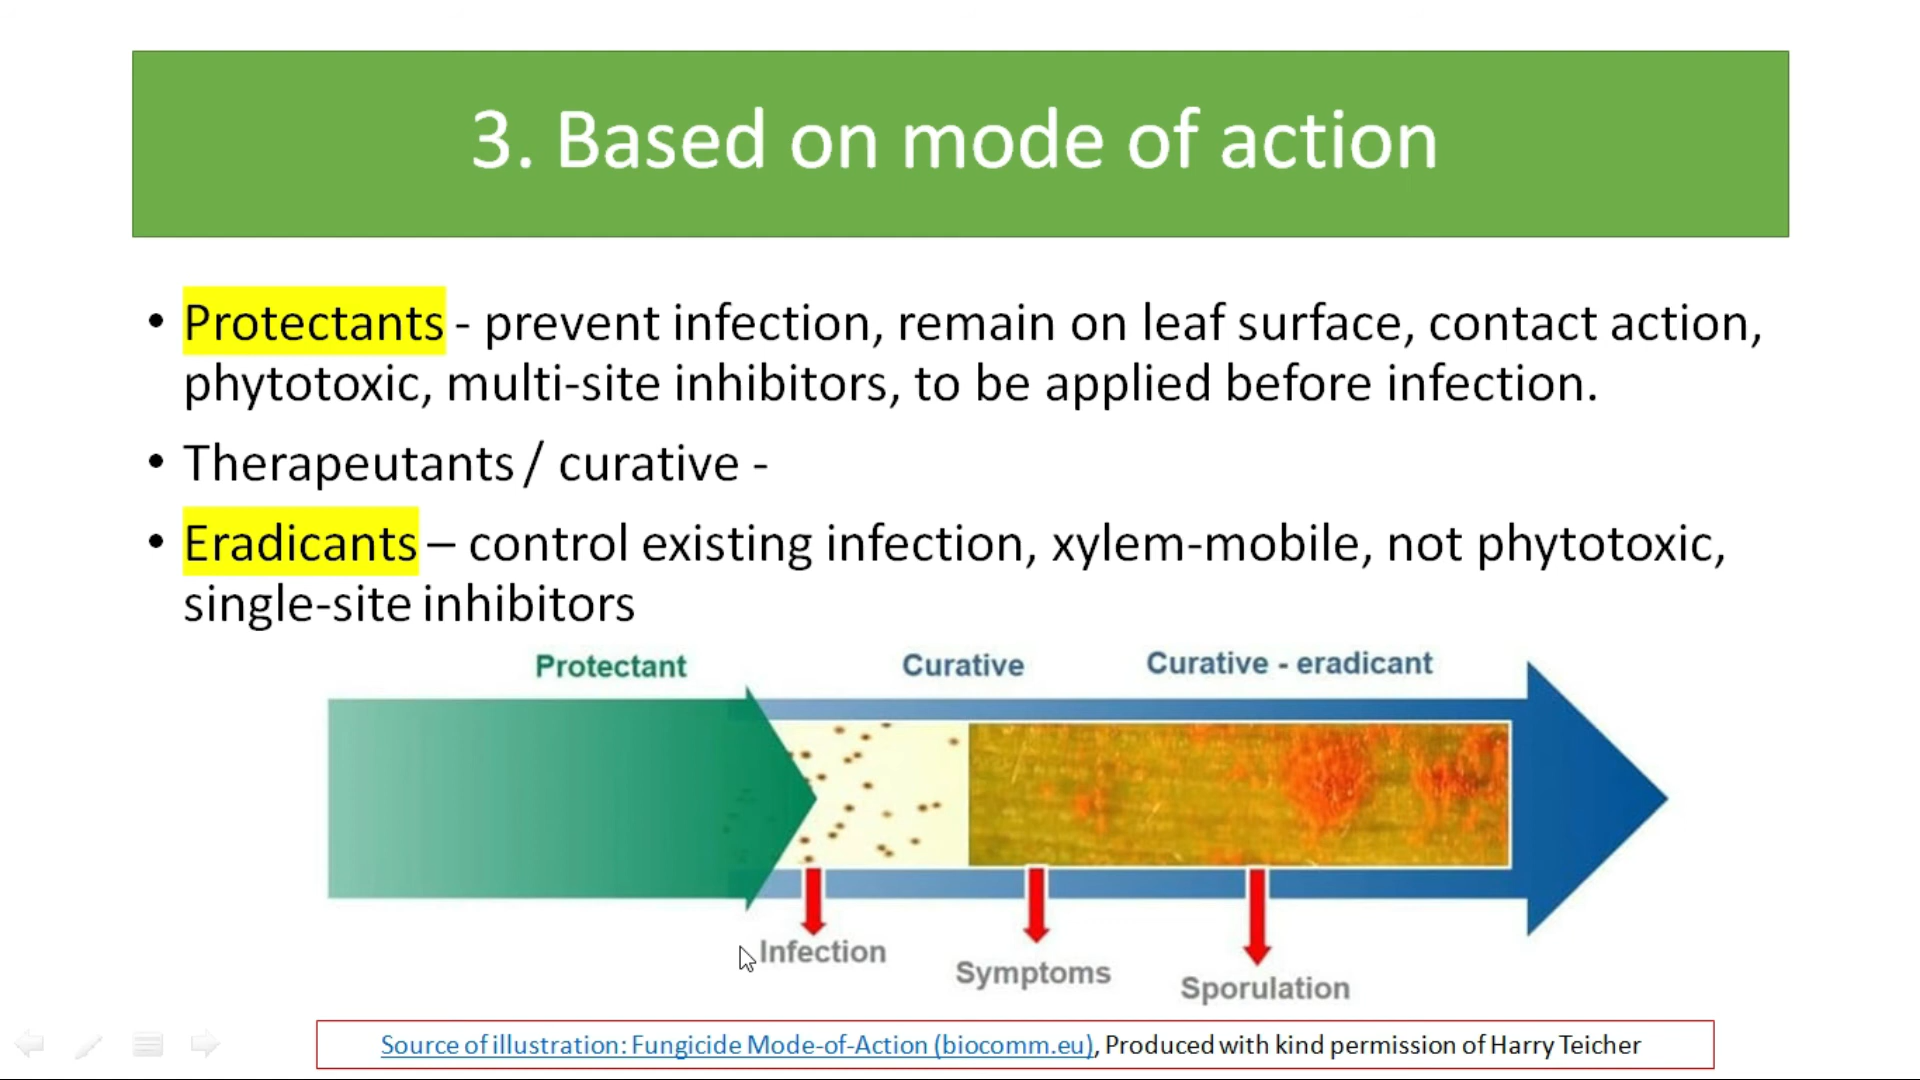 3. Based on mode of action
• Protectants - prevent infection, remain on leaf surface, contact action,
phytotoxic, multi-site inhibitors, to be applied before infection.
• Therapeutants / curative -
• Eradicants – control existing infection, xylem-mobile, not phytotoxic,
single-site inhibitors
Protectant Curative Curative - eradicant
Infection
Symptoms
Sporulation
Source of illustration: Fungicide Mode-of-Action (biocomm.eu), Produced with kind permission of Harry Teicher